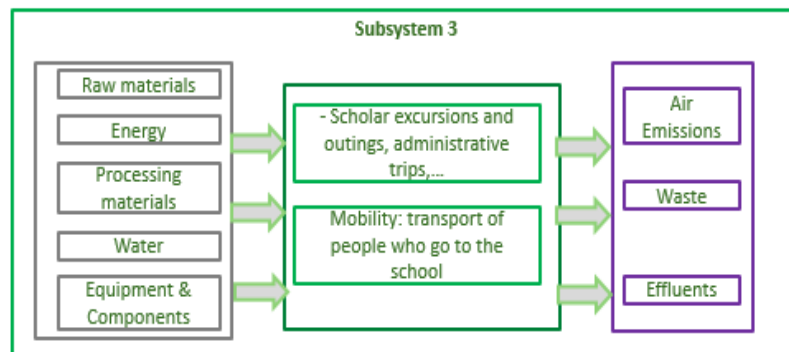 Subsystem 3
Raw materials
Energy
Processing
materials
Water
Equipment &
Components
- Scholar excursions and
outings, administrative
trips,...
Mobility: transport of
people who go to the
school
Air
Emissions
Waste
Effluents